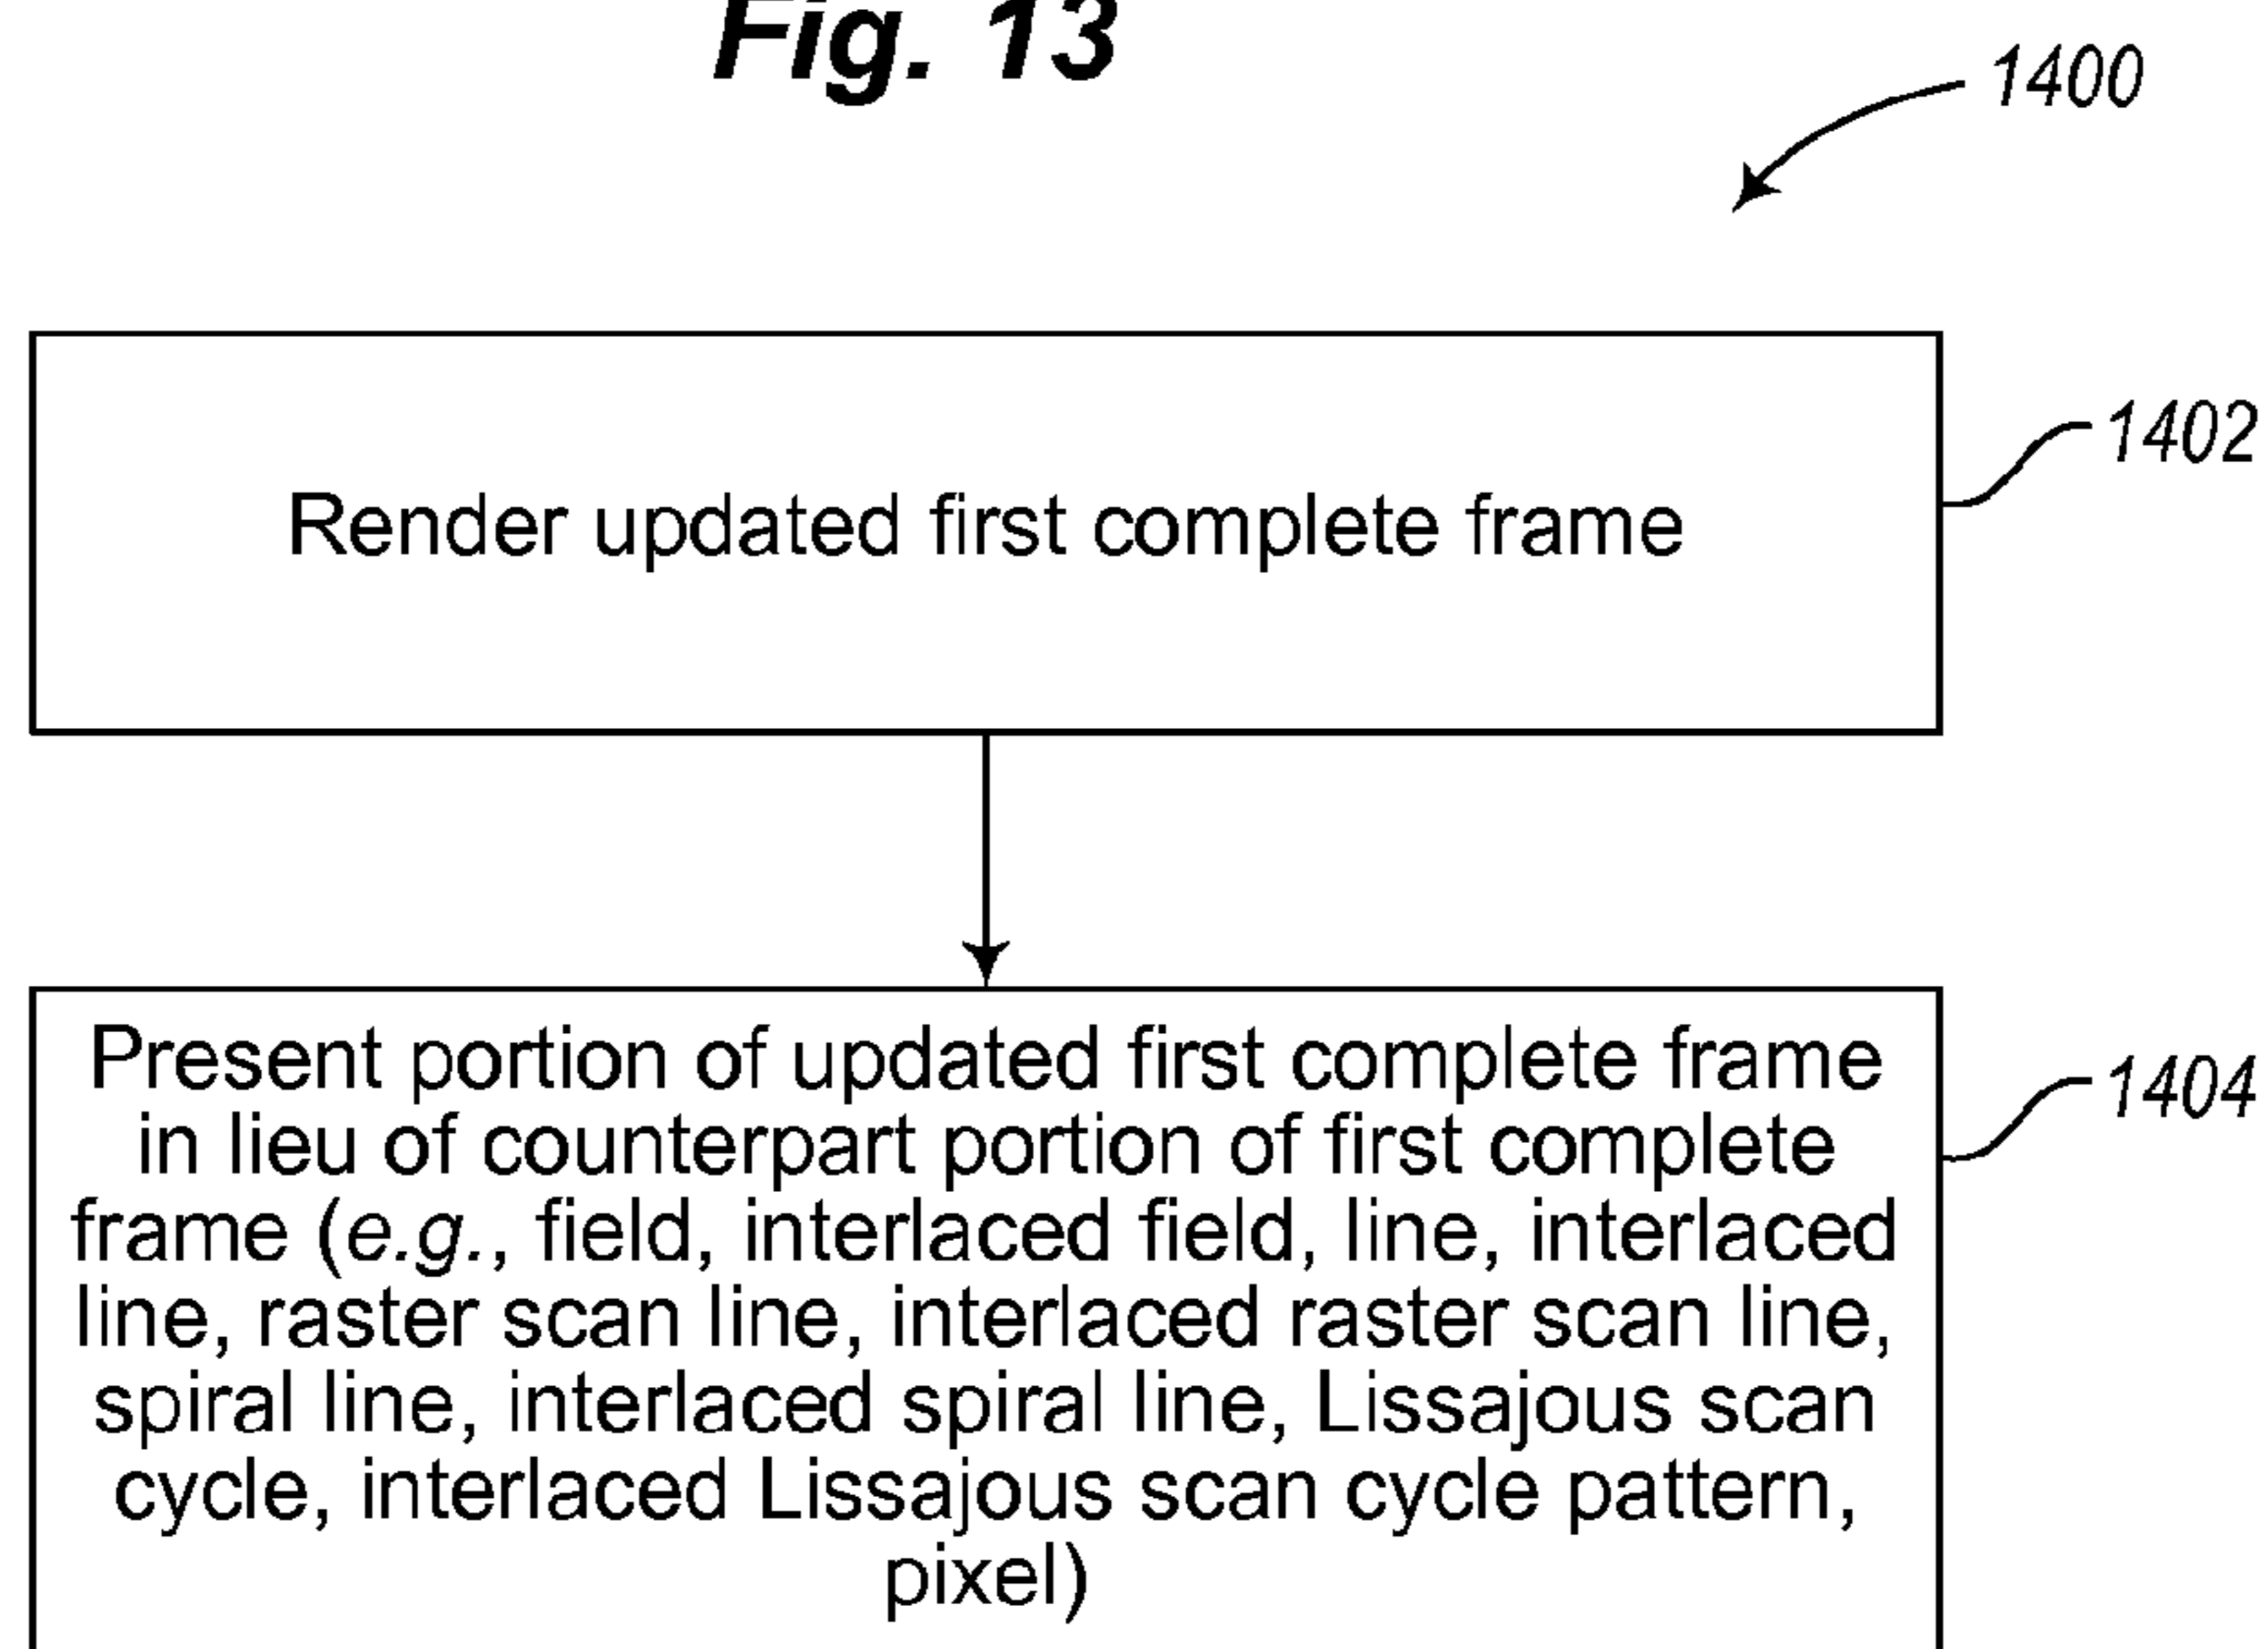 Fig. 13
1400
Render updated first complete frame
1402
Present portion of updated first complete frame
in lieu of counterpart portion of first complete
frame (e.g., field, interlaced field, line, interlaced
line, raster scan line, interlaced raster scan line,
spiral line, interlaced spiral line, Lissajous scan
cycle, interlaced Lissajous scan cycle pattern,
pixel)
1404